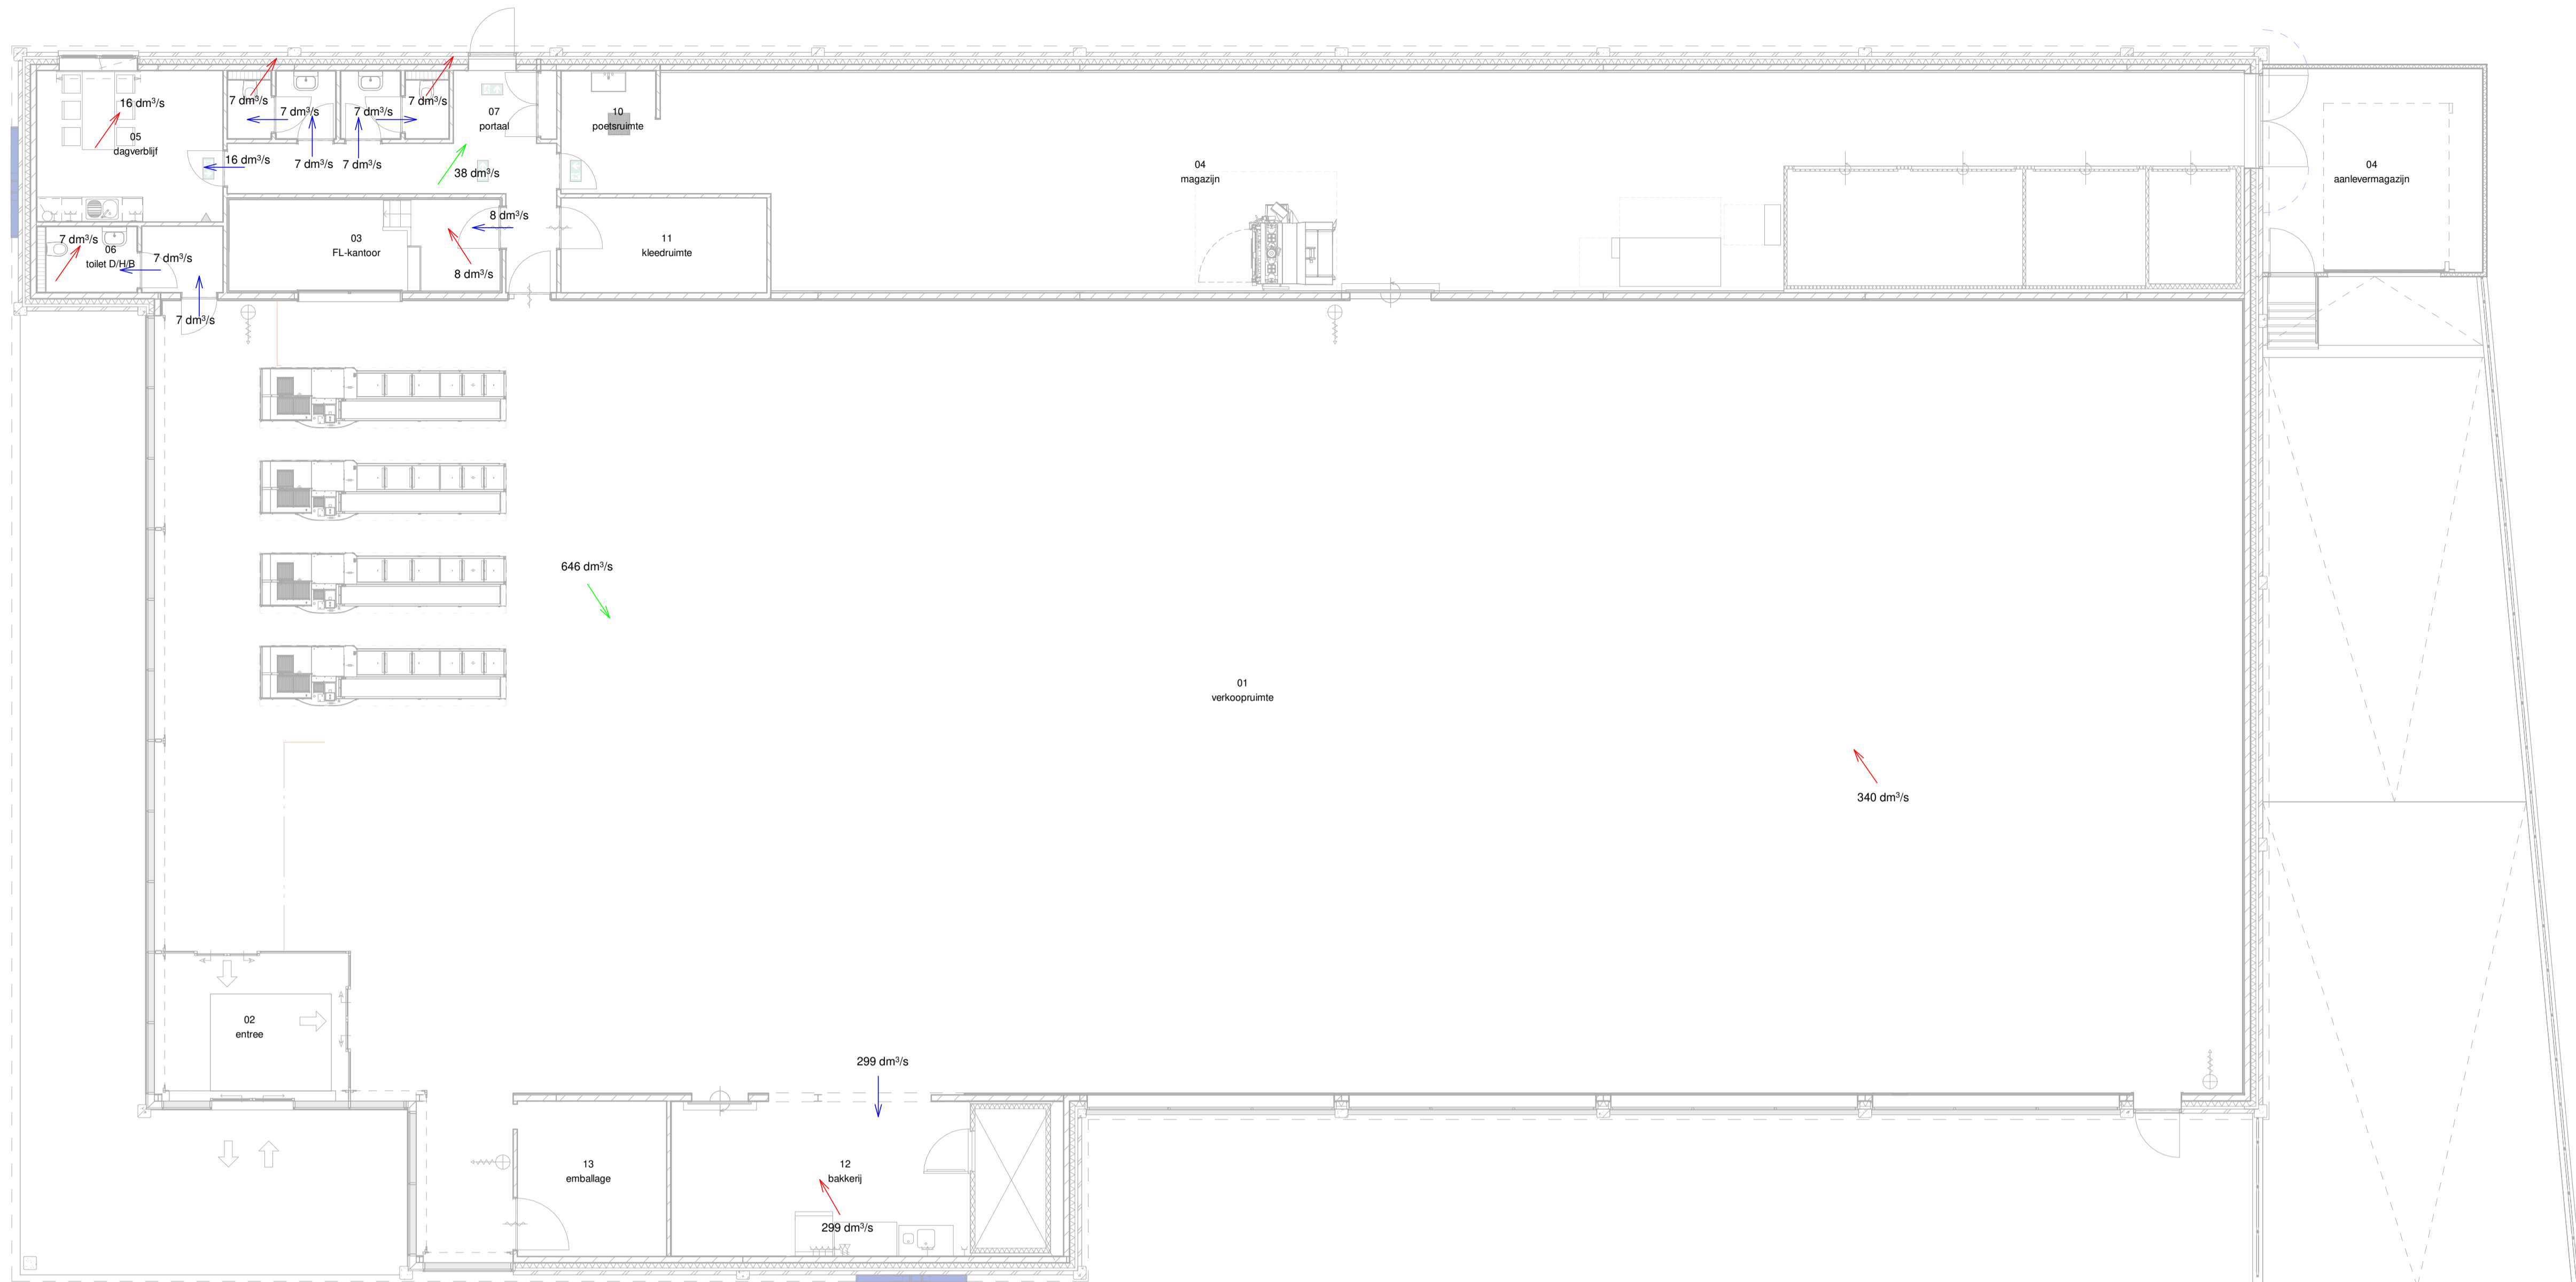 16 dm³/s
05
dagverblijf
7 dm³/s
7 dm³/s
7 dm³/s
7 dm³/s
07
portaal
10
poetsruimte
16 dm³/s
7 dm³/s
7 dm³/s
38 dm³/s
04
magazijn
04
aanlevermagazijn
7 dm³/s
06
toilet D/H/B
7 dm³/s
03
FL-kantoor
8 dm³/s
8 dm³/s
11
kleedruimte
7 dm³/s
646 dm³/s
01
verkoopruimte
340 dm³/s
02
entree
299 dm³/s
13
emballage
12
bakkerij
299 dm³/s